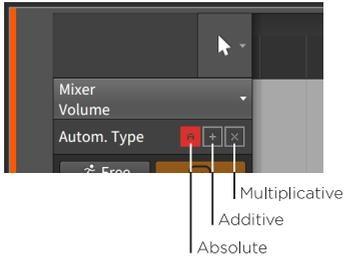 Mixer
Volume
Autom. Type A + ×
Free
Multiplicative
Additive
Absolute